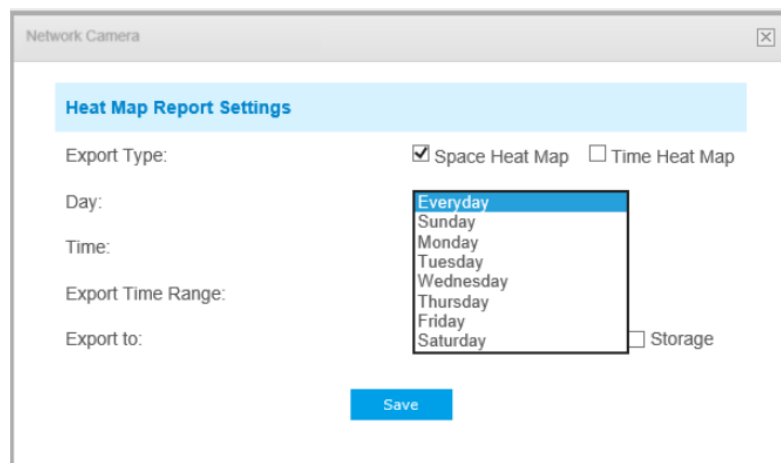 Network Camera
Heat Map Report Settings
Export Type: Space Heat Map Time Heat Map
Day: Everyday
Sunday
Time: Monday
Tuesday
Wednesday
Export Time Range: Thursday
Friday
Export to: Saturday Storage
Save